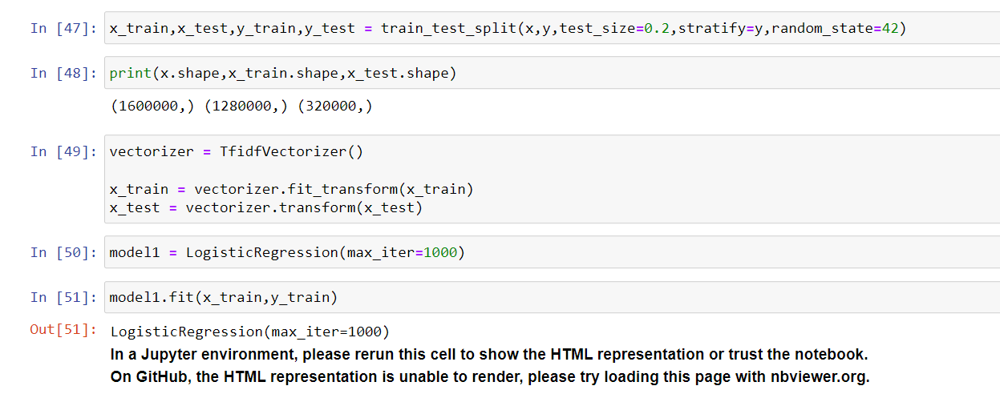 In [47]: x_train,x_test,y_train,y_test = train_test_split(x,y,test_size=0.2,stratify=y,random_state=42)
In [48]: print(x.shape,x_train.shape,x_test.shape)
(1600000,) (1280000,) (320000,)
In [49]: vectorizer = TfidfVectorizer()
x_train = vectorizer.fit_transform(x_train)
x_test = vectorizer.transform(x_test)
In [50]: model1 = LogisticRegression(max_iter=1000)
In [51]: model1.fit(x_train,y_train)
Out[51]: LogisticRegression(max_iter=1000)
In a Jupyter environment, please rerun this cell to show the HTML representation or trust the notebook.
On GitHub, the HTML representation is unable to render, please try loading this page with nbviewer.org.